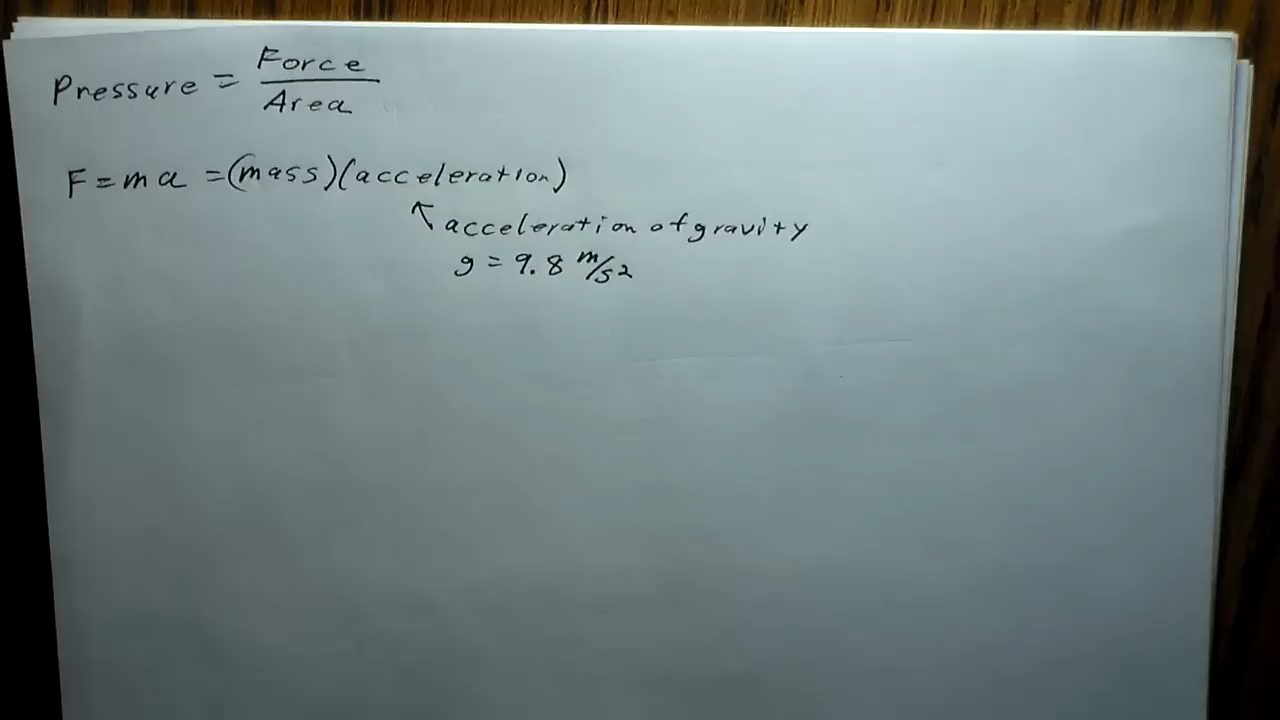 Pressure = Force / Area
F = ma = (mass)(acceleration)
↖ acceleration of gravity
g = 9.8 m/s2